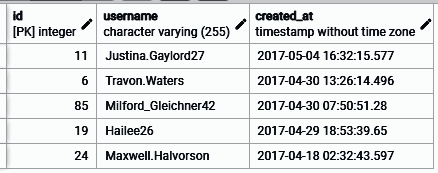 id username created_at
[PK] integer character varying (255) timestamp without time zone
11 Justina.Gaylord27 2017-05-04 16:32:15.577
6 Travon.Waters 2017-04-30 13:26:14.496
85 Milford_Gleichner42 2017-04-30 07:50:51.28
19 Hailee26 2017-04-29 18:53:39.65
24 Maxwell.Halvorson 2017-04-18 02:32:43.597